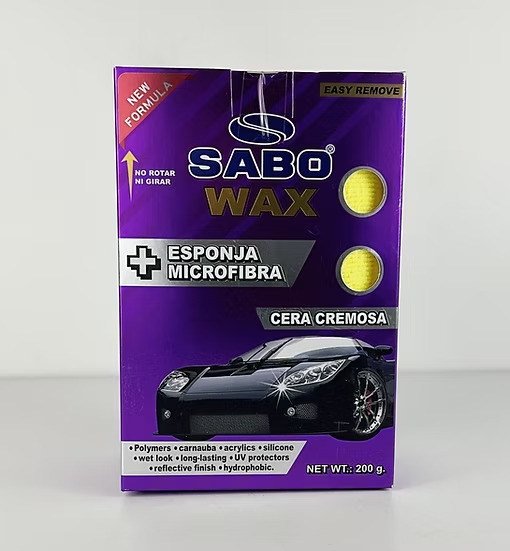 NEW
FORMULA
EASY REMOVE
NO ROTAR
NI GIRAR
SABO®
WAX
ESPONJA
MICROFIBRA
CERA CREMOSA
•Polymers •carnauba •acrylics •silicone
•wet look •long-lasting •UV protectors
•reflective finish •hydrophobic.
NET WT.: 200 g.